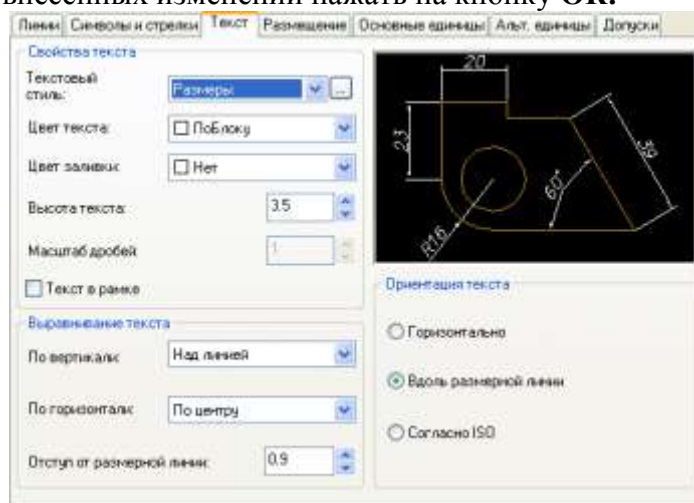 внесенных изменений нажать на кнопку ОК.
Линии Символы и стрелки Текст Размещение Основные единицы Альт. единицы Допуски
Свойства текста
Текстовый стиль: Размеры ...
Цвет текста: ПоБлоку
Цвет заливки: Нет
Высота текста: 3.5
Масштаб дробей 1
Текст в рамке
Выравнивание текста
По вертикали: Над линией
По горизонтали: По центру
Отступ от размерной линии: 0.9
20
23
39
60°
R16
Ориентация текста
Горизонтально
Вдоль размерной линии
Согласно ISO